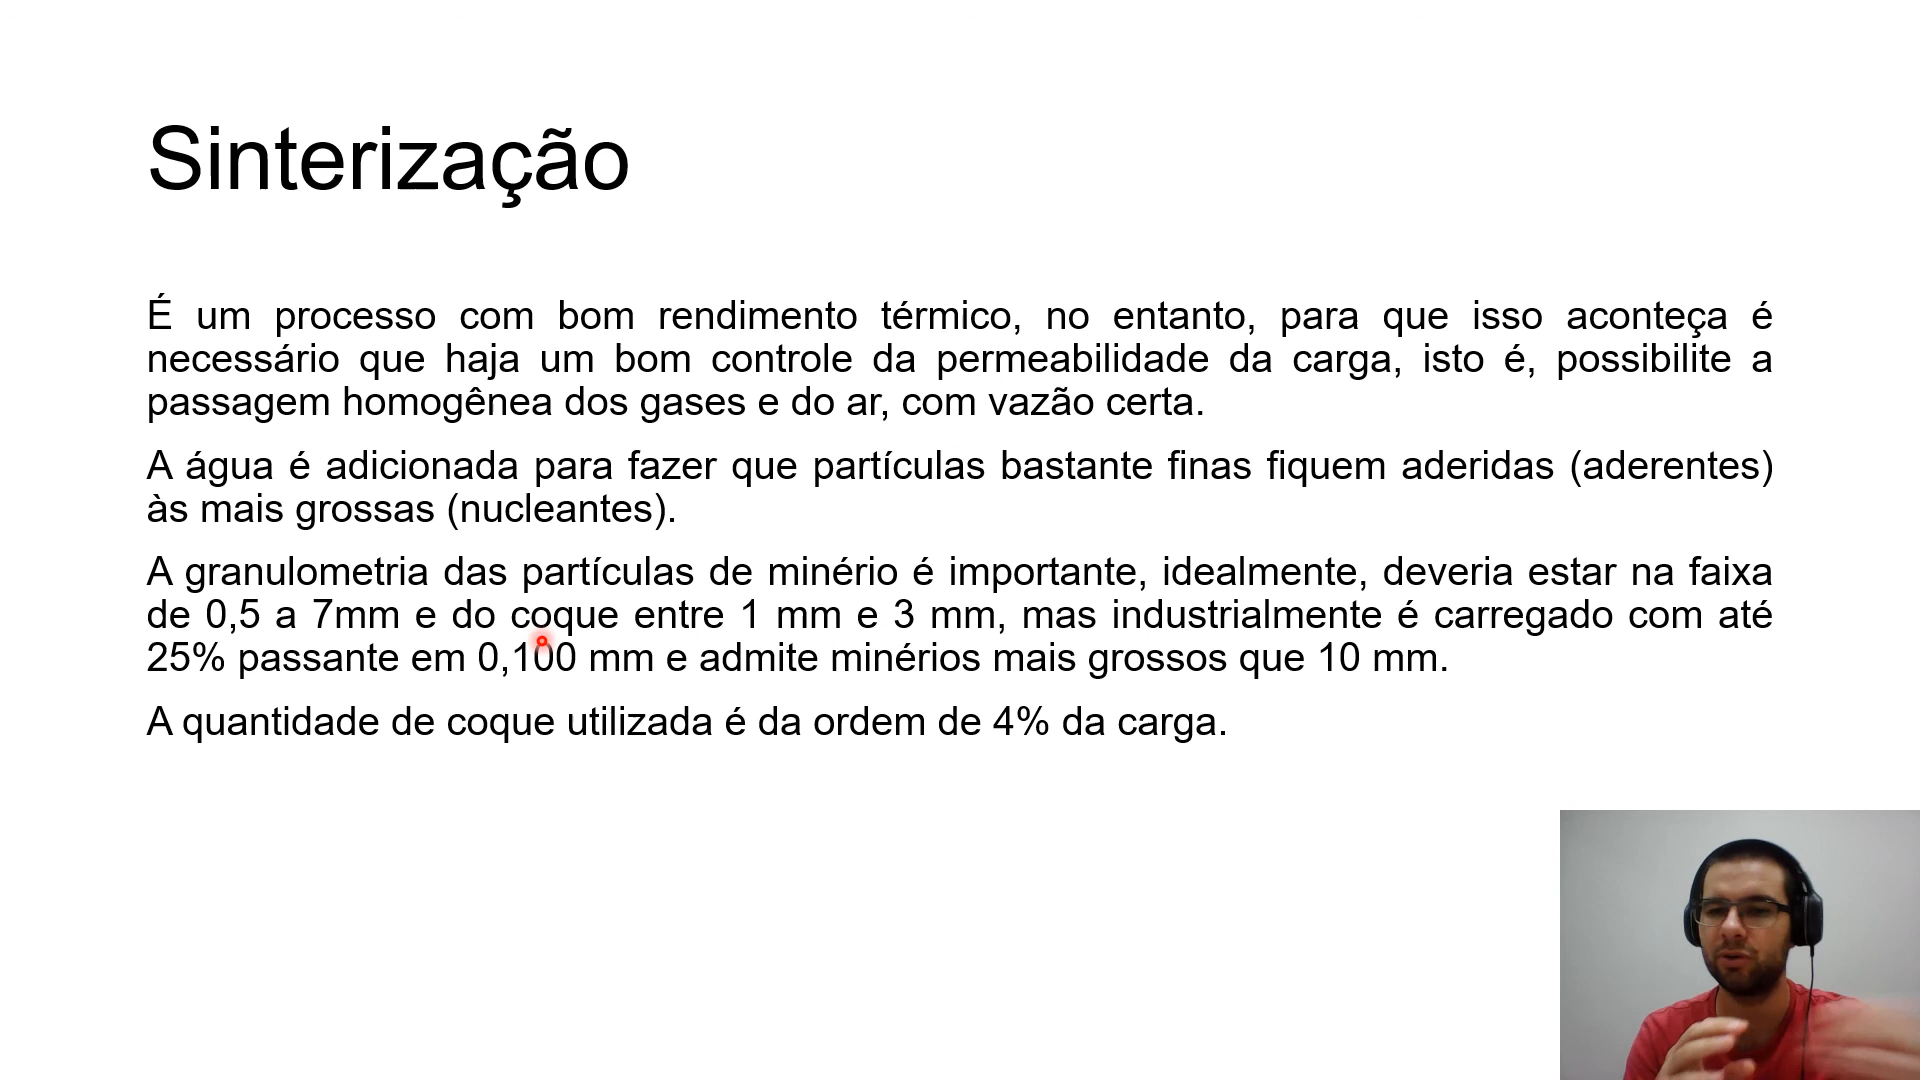 Sinterização
É um processo com bom rendimento térmico, no entanto, para que isso aconteça é
necessário que haja um bom controle da permeabilidade da carga, isto é, possibilite a
passagem homogênea dos gases e do ar, com vazão certa.
A água é adicionada para fazer que partículas bastante finas fiquem aderidas (aderentes)
às mais grossas (nucleantes).
A granulometria das partículas de minério é importante, idealmente, deveria estar na faixa
de 0,5 a 7mm e do coque entre 1 mm e 3 mm, mas industrialmente é carregado com até
25% passante em 0,100 mm e admite minérios mais grossos que 10 mm.
A quantidade de coque utilizada é da ordem de 4% da carga.